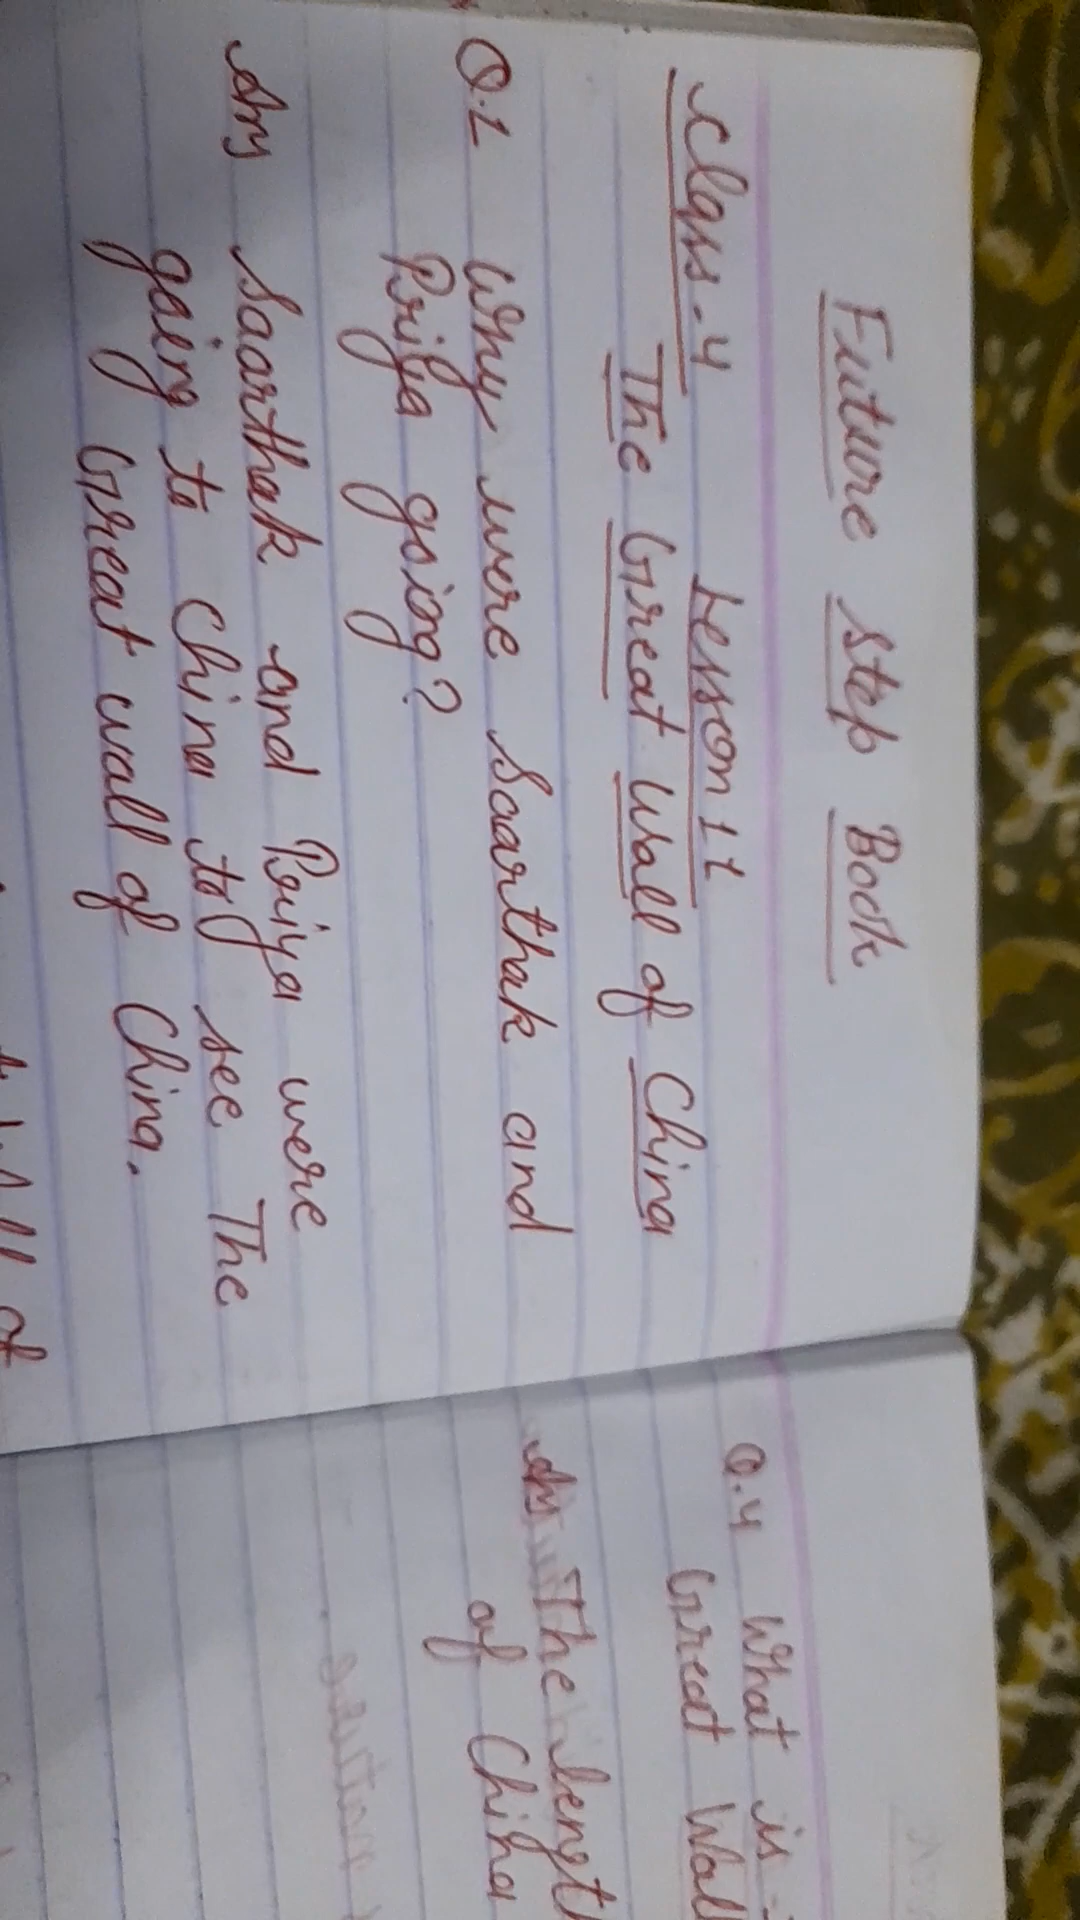 Future Step Book
Class-4 Lesson 11
The Great Wall of China
Q.1 Why were Saarthak and
Priya going?
Ans Saarthak and Priya were
going to China to see The
Great wall of China.
Q.4 What is
Great Wall
Ans The lengt
of China